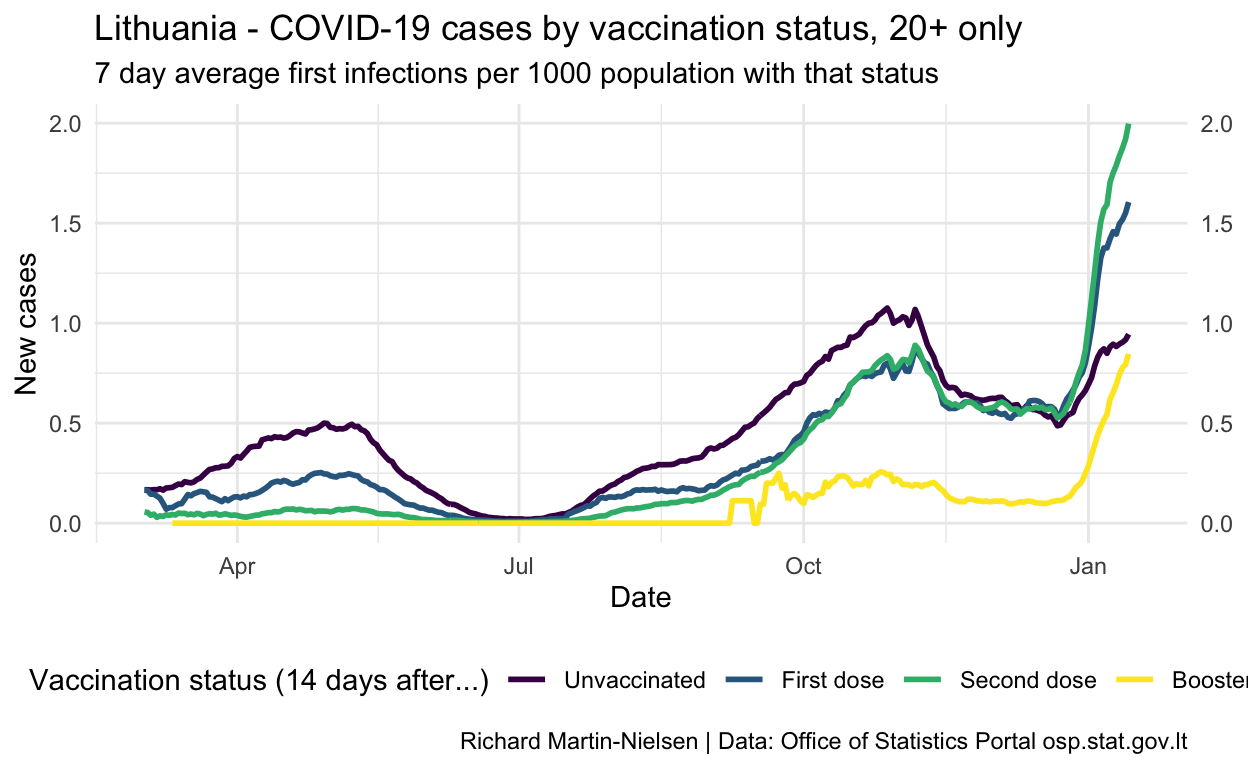 Lithuania - COVID-19 cases by vaccination status, 20+ only
7 day average first infections per 1000 population with that status
2.0
1.5
1.0
0.5
0.0
New cases
2.0
1.5
1.0
0.5
0.0
Apr Jul Oct Jan
Date
Vaccination status (14 days after...) Unvaccinated First dose Second dose Booster
Richard Martin-Nielsen | Data: Office of Statistics Portal osp.stat.gov.lt